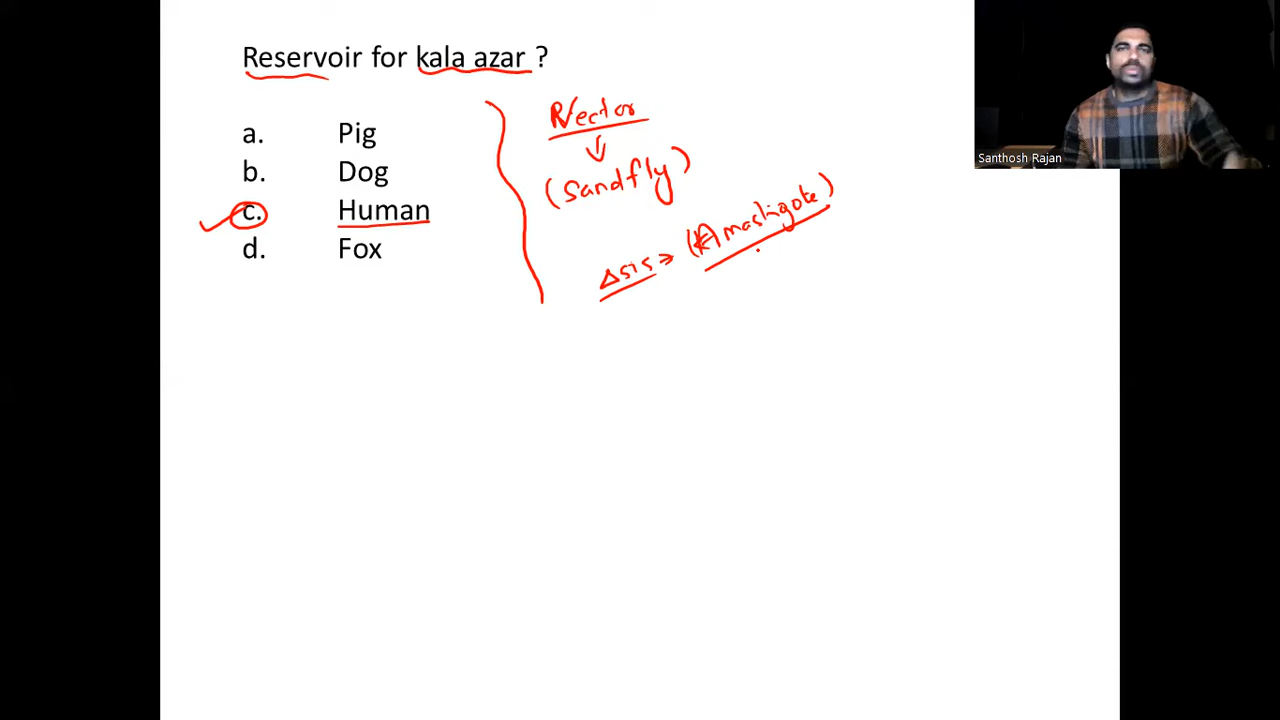 Reservoir for kala azar ?
a. Pig
b. Dog
c. Human
d. Fox
Vector
(Sandfly)
Δsis ⇒ (Amastigote)
Santhosh Rajan